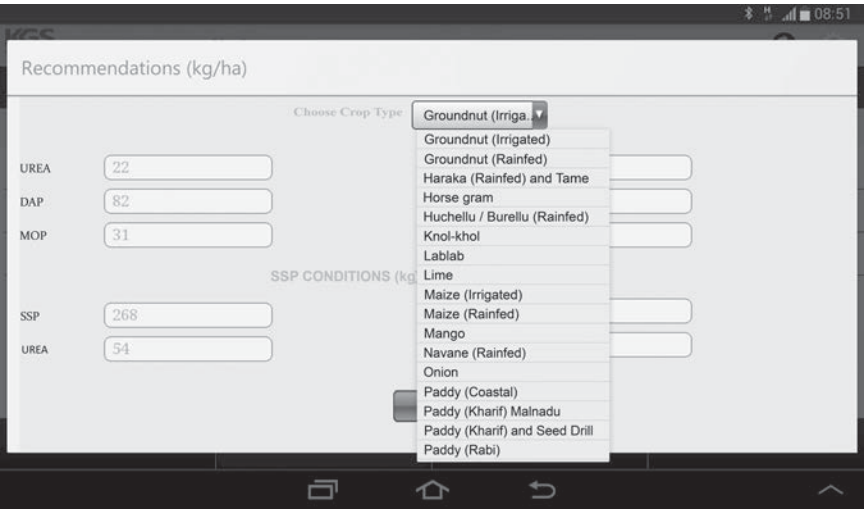 08:51
KGS
Recommendations (kg/ha)
Choose Crop Type
Groundnut (Irriga..
Groundnut (Irrigated)
Groundnut (Rainfed)
Haraka (Rainfed) and Tame
Horse gram
Huchellu / Burellu (Rainfed)
Knol-khol
Lablab
Lime
Maize (Irrigated)
Maize (Rainfed)
Mango
Navane (Rainfed)
Onion
Paddy (Coastal)
Paddy (Kharif) Malnadu
Paddy (Kharif) and Seed Drill
Paddy (Rabi)
UREA 22
DAP 82
MOP 31
SSP CONDITIONS (kg
SSP 268
UREA 54